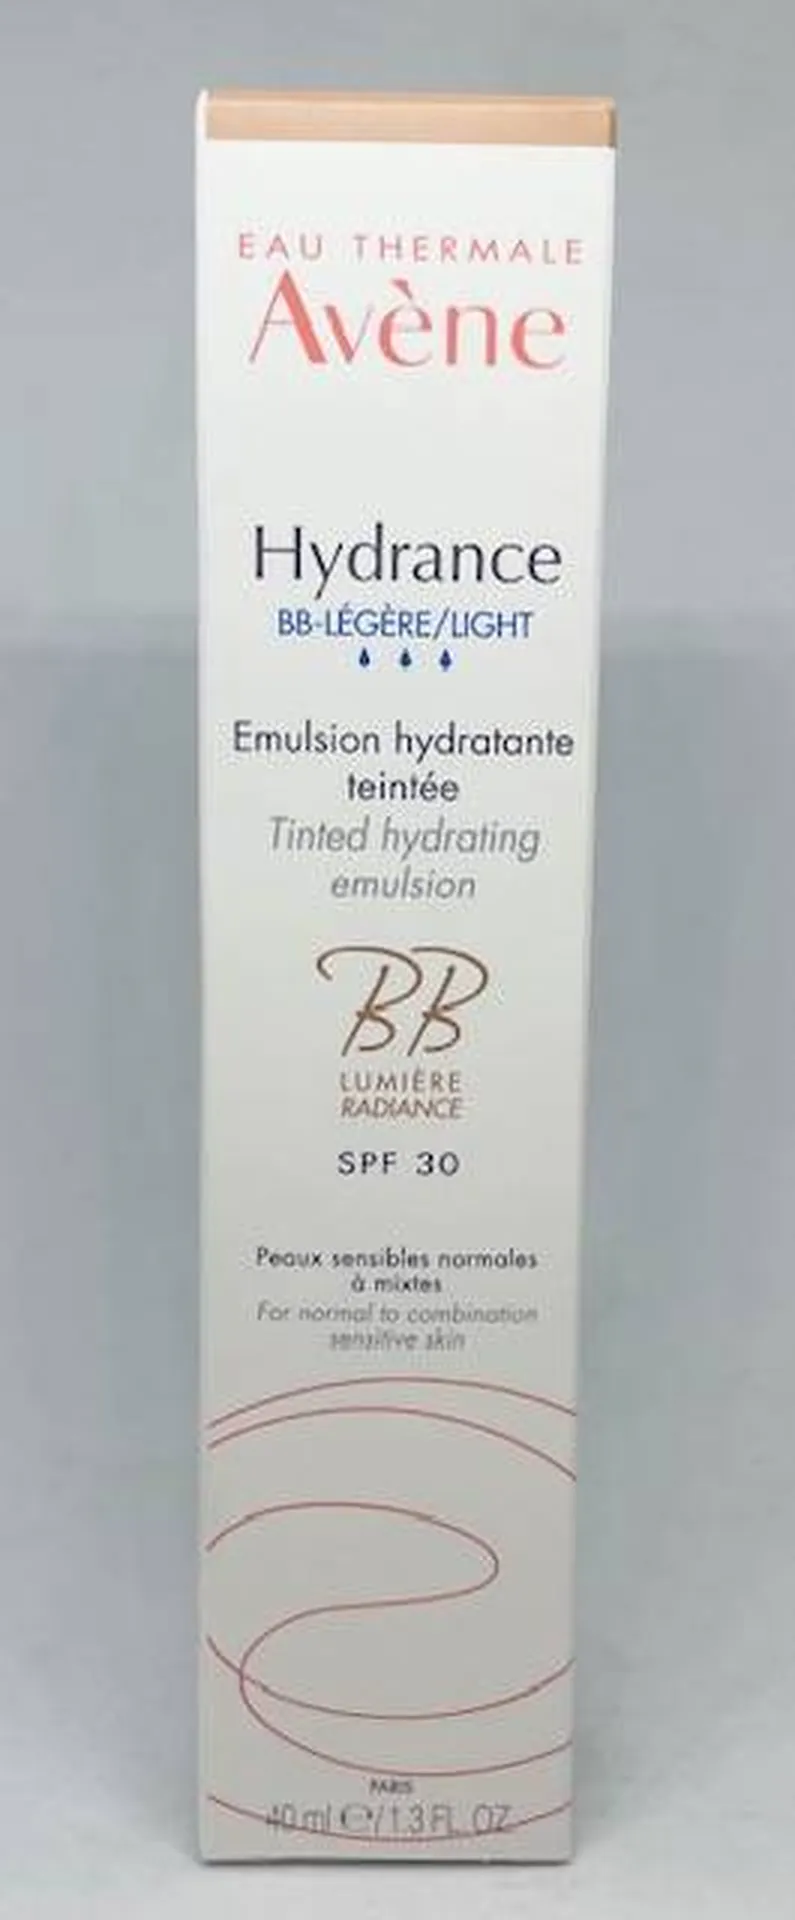 EAU THERMALE
Avène
Hydrance
BB-LÉGÈRE/LIGHT
Emulsion hydratante
teintée
Tinted hydrating
emulsion
BB
LUMIÈRE
RADIANCE
SPF 30
Peaux sensibles normales
à mixtes
For normal to combination
sensitive skin
PARIS
40 ml ℮/1.3 FL. OZ.